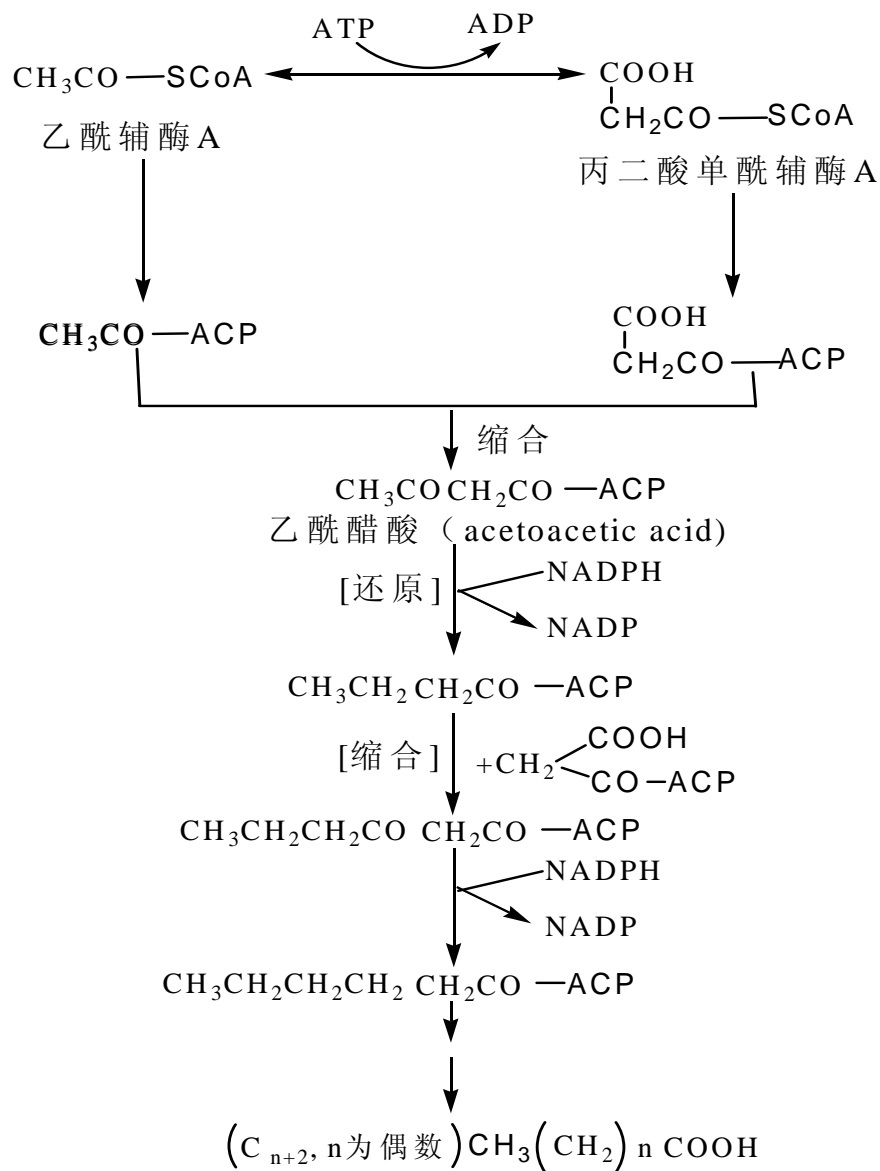 ATP ADP
CH₃CO—SCoA COOH
CH₂CO—SCoA
乙酰辅酶A 丙二酸单酰辅酶A
CH₃CO—ACP COOH
CH₂CO—ACP
缩合
CH₃COCH₂CO—ACP
乙酰醋酸（acetoacetic acid)
[还原] NADPH
NADP
CH₃CH₂CH₂CO—ACP
[缩合] +CH₂ COOH
CO—ACP
CH₃CH₂CH₂CO CH₂CO—ACP
NADPH
NADP
CH₃CH₂CH₂CH₂ CH₂CO—ACP
(C n+2, n为偶数)CH₃(CH₂) n COOH